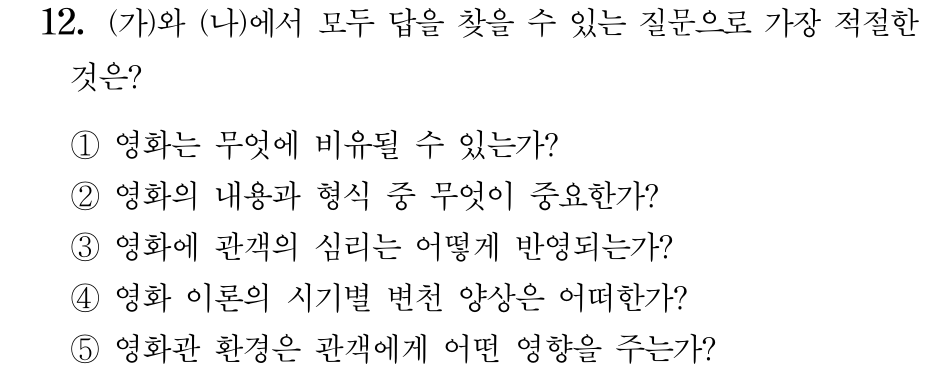 12. (가)와 (나)에서 모두 답을 찾을 수 있는 질문으로 가장 적절한
것은?
① 영화는 무엇에 비유될 수 있는가?
② 영화의 내용과 형식 중 무엇이 중요한가?
③ 영화에 관객의 심리는 어떻게 반영되는가?
④ 영화 이론의 시기별 변천 양상은 어떠한가?
⑤ 영화관 환경은 관객에게 어떤 영향을 주는가?